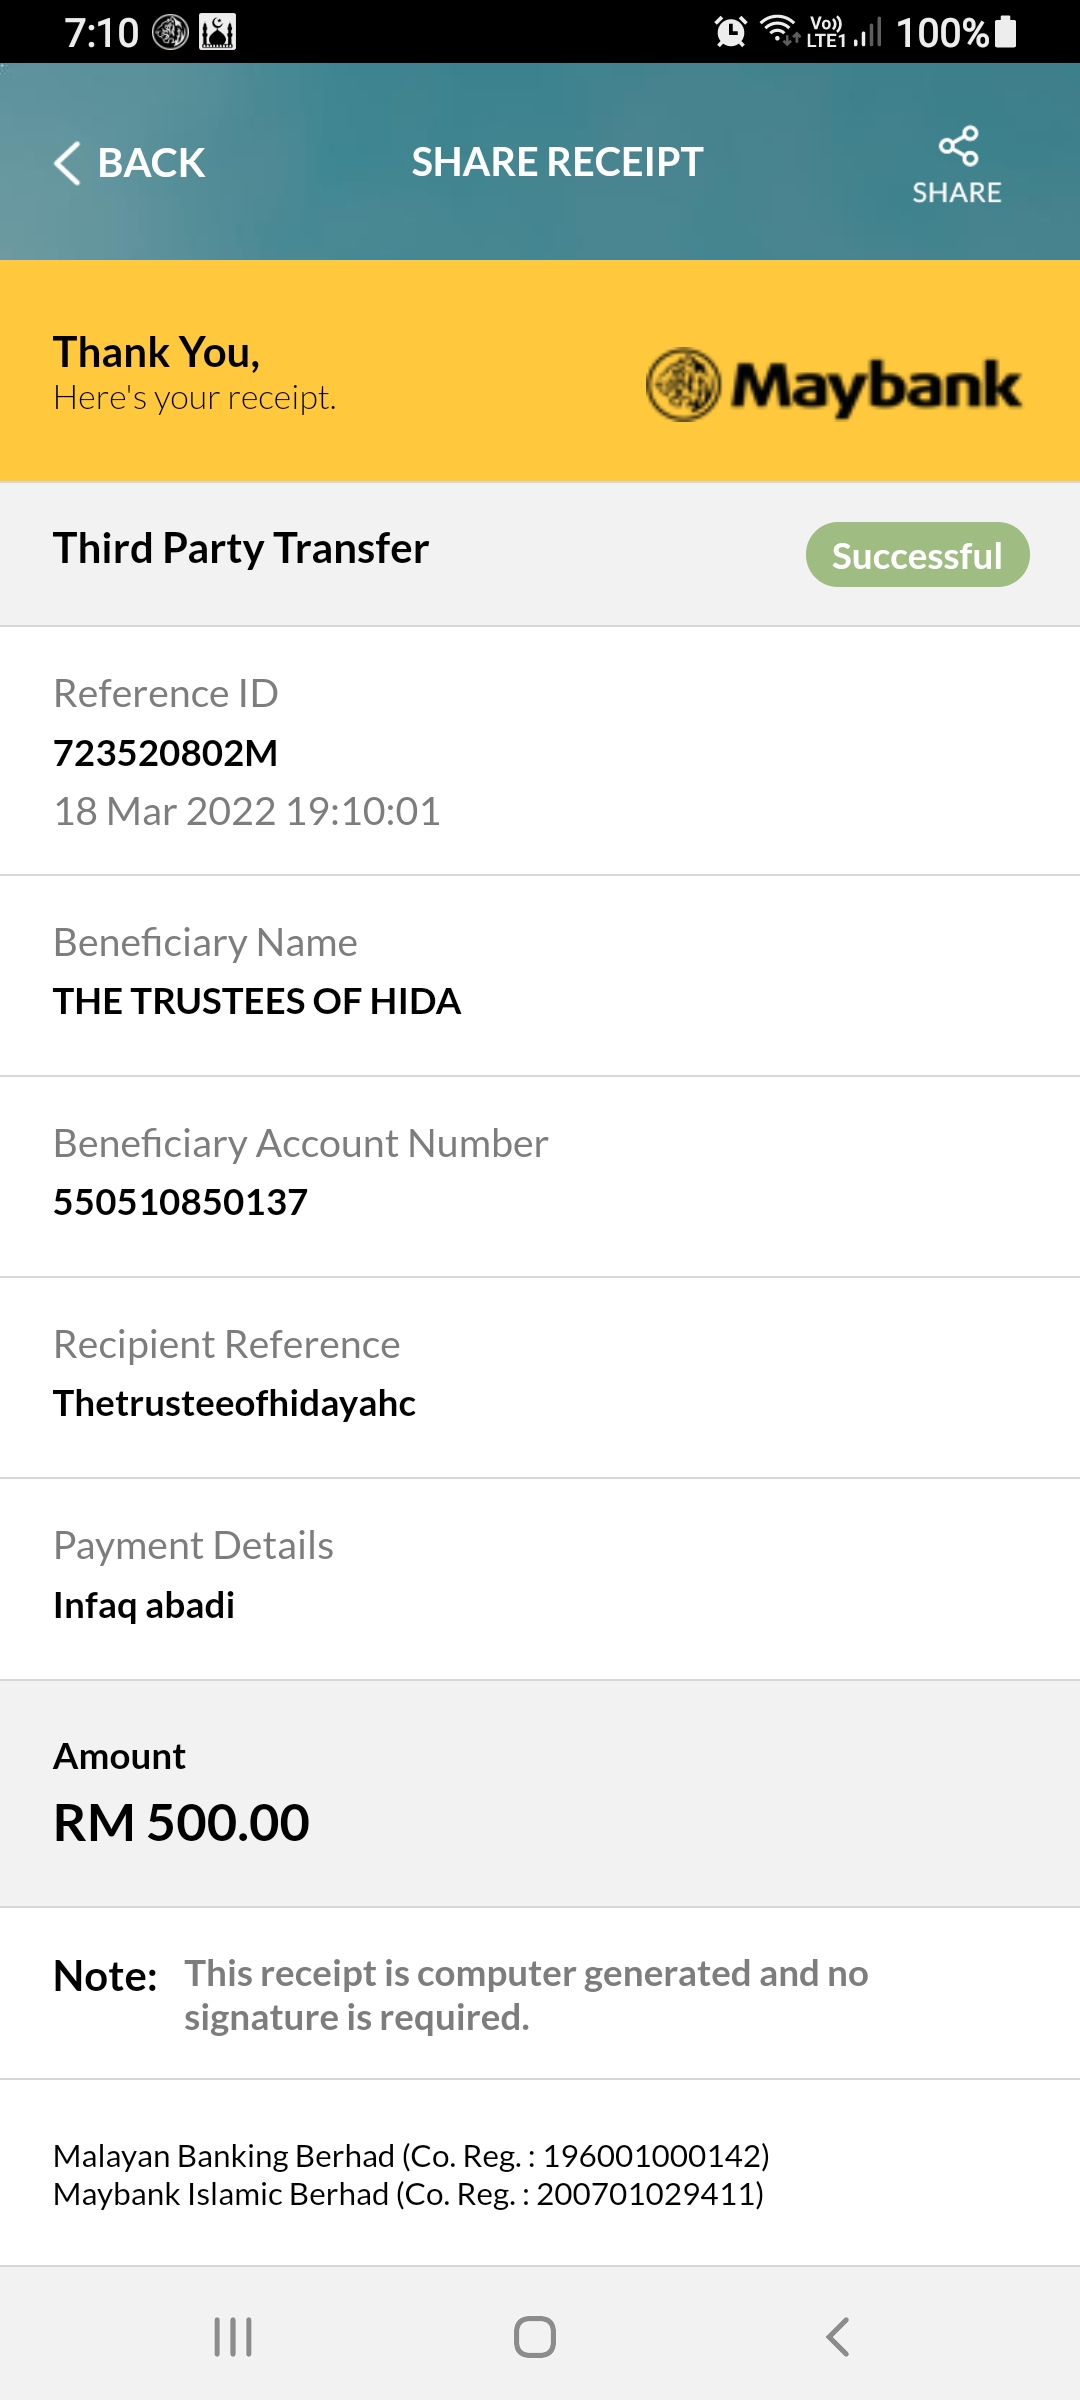 7:10
Vo))
LTE1
100%
BACK
SHARE RECEIPT
SHARE
Thank You,
Here's your receipt.
Maybank
Third Party Transfer
Successful
Reference ID
723520802M
18 Mar 2022 19:10:01
Beneficiary Name
THE TRUSTEES OF HIDA
Beneficiary Account Number
550510850137
Recipient Reference
Thetrusteeofhidayahc
Payment Details
Infaq abadi
Amount
RM 500.00
Note: This receipt is computer generated and no
signature is required.
Malayan Banking Berhad (Co. Reg. : 196001000142)
Maybank Islamic Berhad (Co. Reg. : 200701029411)